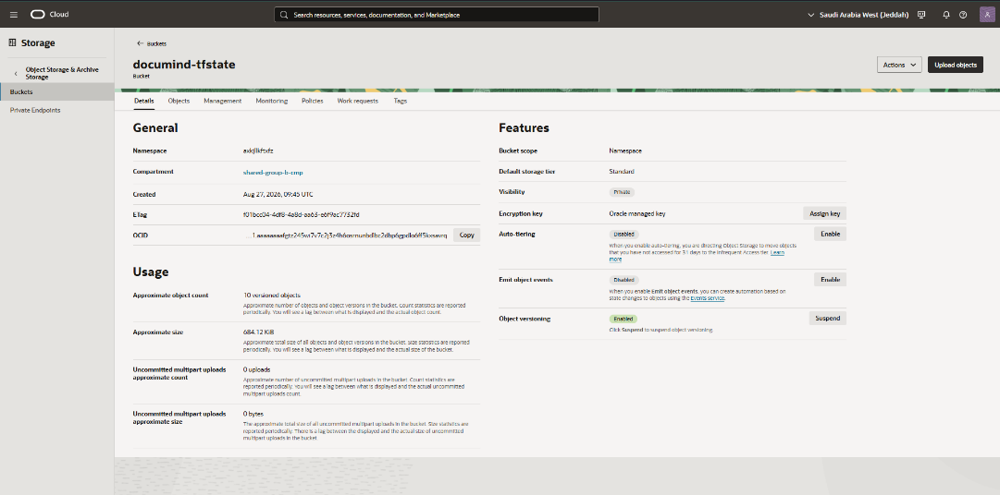 Cloud
Search resources, services, documentation, and Marketplace
Saudi Arabia West (Jeddah)
Storage
Object Storage & Archive
Storage
Buckets
Private Endpoints
Buckets
documind-tfstate
Bucket
Actions
Upload objects
Details Objects Management Monitoring Policies Work requests Tags
General
Namespace axkjllkftxfz
Compartment shared-group-b-cmp
Created Aug 27, 2026, 09:45 UTC
ETag f01bcc04-4df8-4a8d-aa63-e6f9ac7732fd
OCID
Copy
Usage
Approximate object count 10 versioned objects
Approximate number of objects and object versions in the bucket. Count statistics are reported
periodically. You will see a lag between what is displayed and the actual object count.
Approximate size 684.12 KiB
Approximate total size of all objects and object versions in the bucket. Size statistics are reported
periodically. You will see a lag between what is displayed and the actual size of the bucket.
Uncommitted multipart uploads
approximate count
0 uploads
Approximate number of uncommitted multipart uploads in the bucket. Count statistics are
reported periodically. You will see a lag between what is displayed and the actual uncommitted
multipart uploads count.
Uncommitted multipart uploads
approximate size
0 bytes
The approximate total size of all uncommitted multipart uploads in the bucket. Size statistics are
reported periodically. There is a lag between the displayed and the actual size of uncommitted
multipart uploads in the bucket.
Features
Bucket scope Namespace
Default storage tier Standard
Visibility Private
Encryption key Oracle managed key Assign key
Auto-tiering Disabled Enable
When you enable auto-tiering, you are directing Object Storage to move objects
that you have not accessed for 31 days to the Infrequent Access tier. Learn
more
Emit object events Disabled Enable
When you enable Emit object events, you can create automation based on
state changes to objects using the Events service.
Object versioning Enabled Suspend
Click Suspend to suspend object versioning.